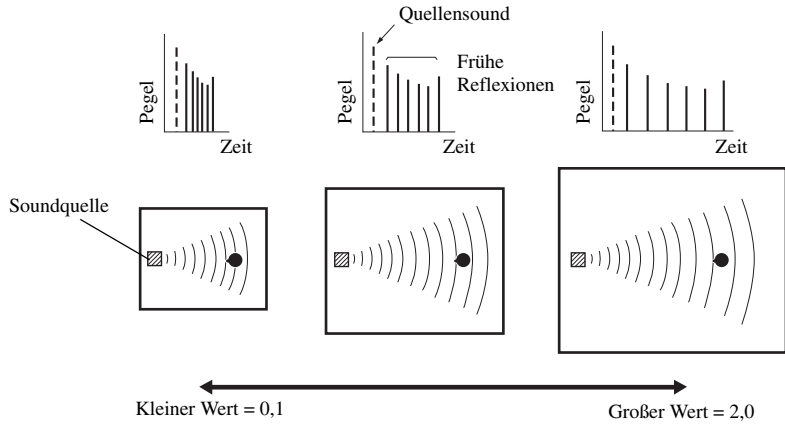 Quellensound
Pegel
Zeit
Pegel
Frühe
Reflexionen
Zeit
Pegel
Zeit
Soundquelle
Kleiner Wert = 0,1
Großer Wert = 2,0